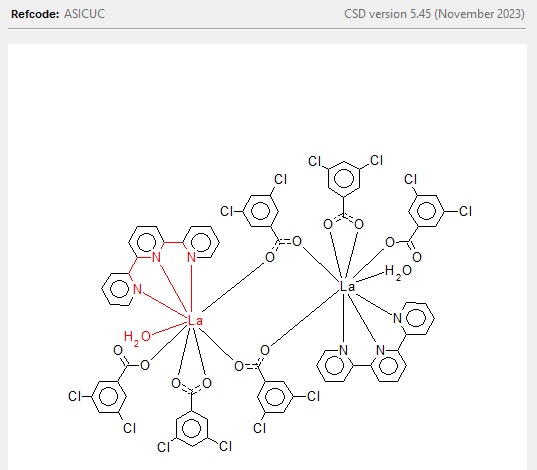 Refcode: ASICUC
CSD version 5.45 (November 2023)
Cl Cl
Cl Cl Cl
Cl O O Cl
O O O
N N O H2O
N La
N La N
H2O N N
O O O
O O O
Cl Cl Cl
Cl Cl Cl